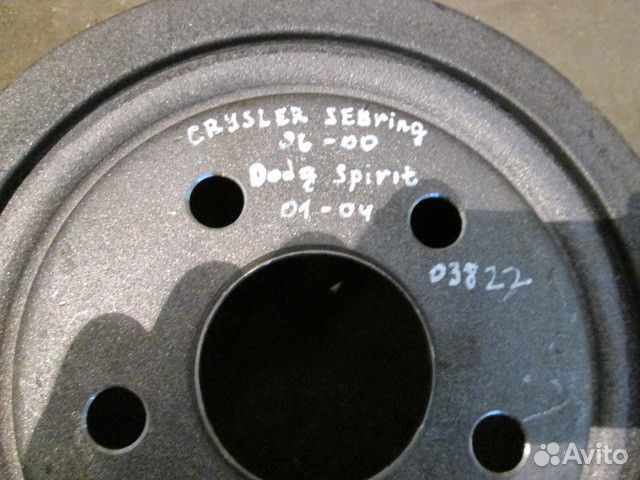 CRYSLER SEbring
96-00
Dodg Spirit
01-04
03822
Avito